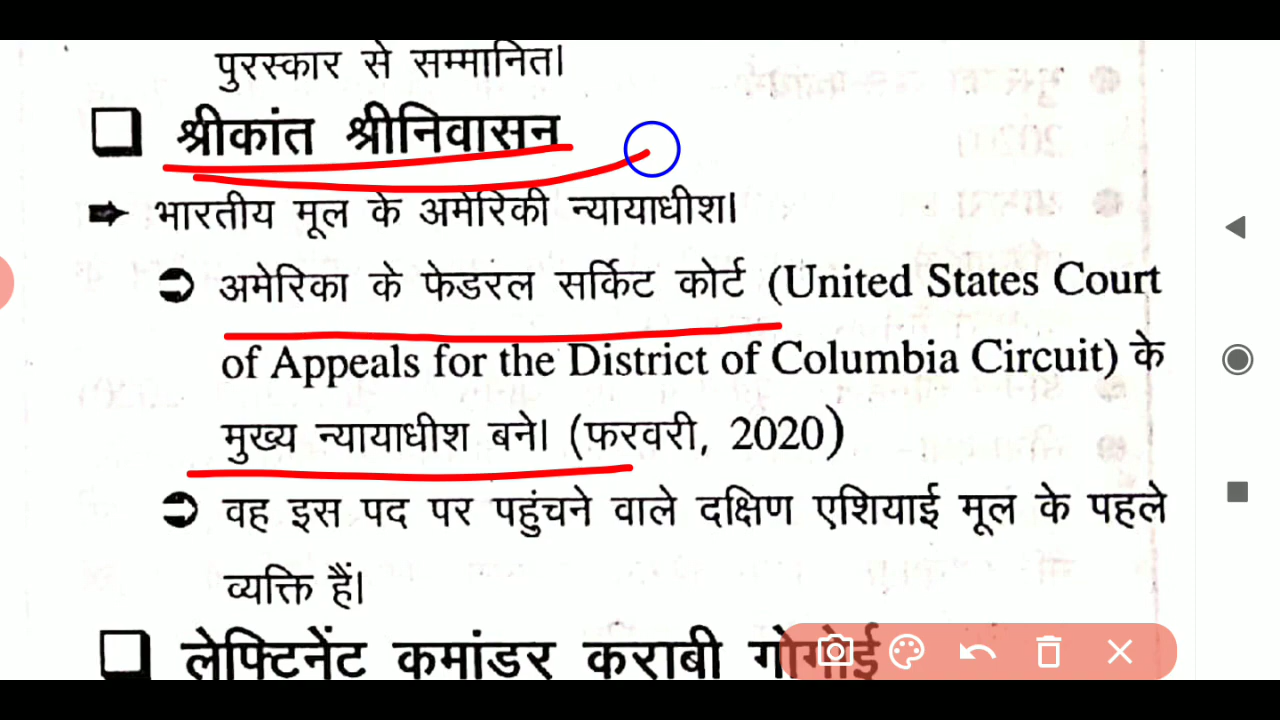 पुरस्कार से सम्मानित।
श्रीकांत श्रीनिवासन
भारतीय मूल के अमेरिकी न्यायाधीश।
अमेरिका के फेडरल सर्किट कोर्ट (United States Court
of Appeals for the District of Columbia Circuit) के
मुख्य न्यायाधीश बने। (फरवरी, 2020)
वह इस पद पर पहुंचने वाले दक्षिण एशियाई मूल के पहले
व्यक्ति हैं।
लेफ्टिनेंट कमांडर कराबी गोगोई